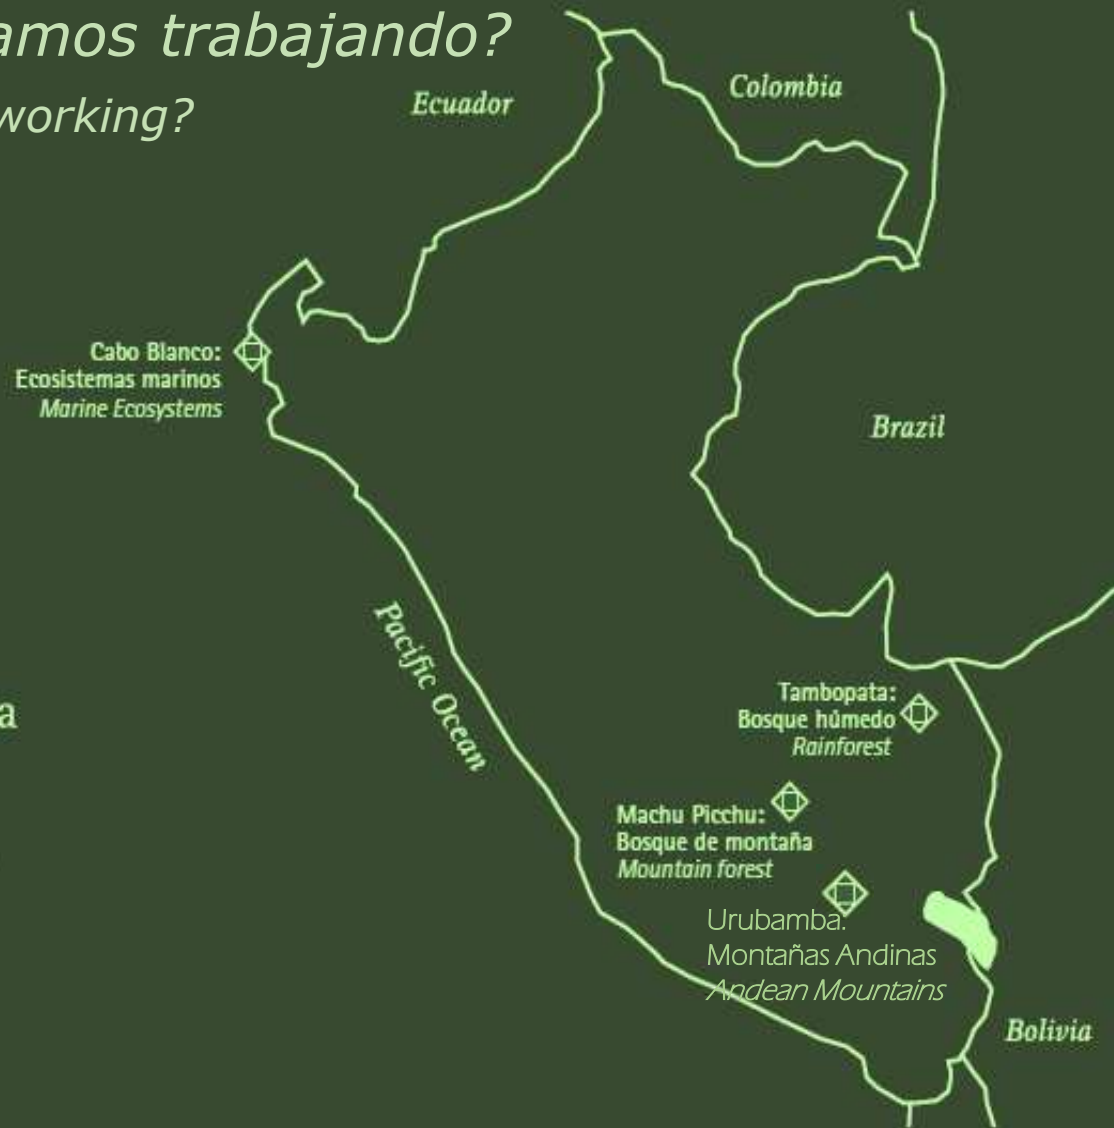 amos trabajando?
working?
Ecuador
Colombia
Cabo Blanco:
Ecosistemas marinos
Marine Ecosystems
Brazil
Pacific Ocean
a
Tambopata:
Bosque húmedo
Rainforest
Machu Picchu:
Bosque de montaña
Mountain forest
Urubamba:
Montañas Andinas
Andean Mountains
Bolivia